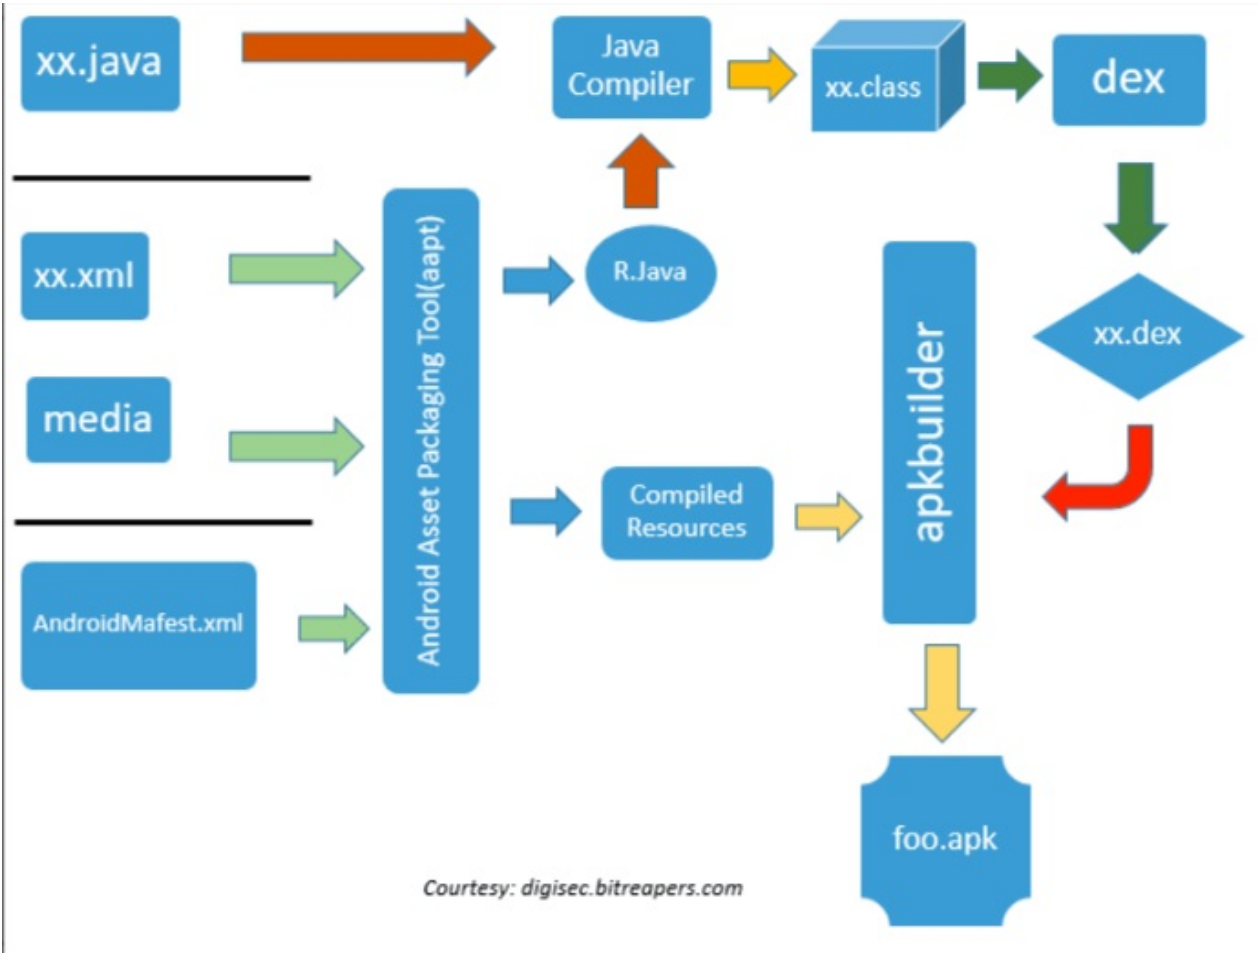 xx.java
Java
Compiler
xx.class
dex
xx.xml
Android Asset Packaging Tool(aapt)
R.Java
apkbuilder
xx.dex
media
Compiled
Resources
AndroidMafest.xml
foo.apk
Courtesy: digisec.bitreapers.com